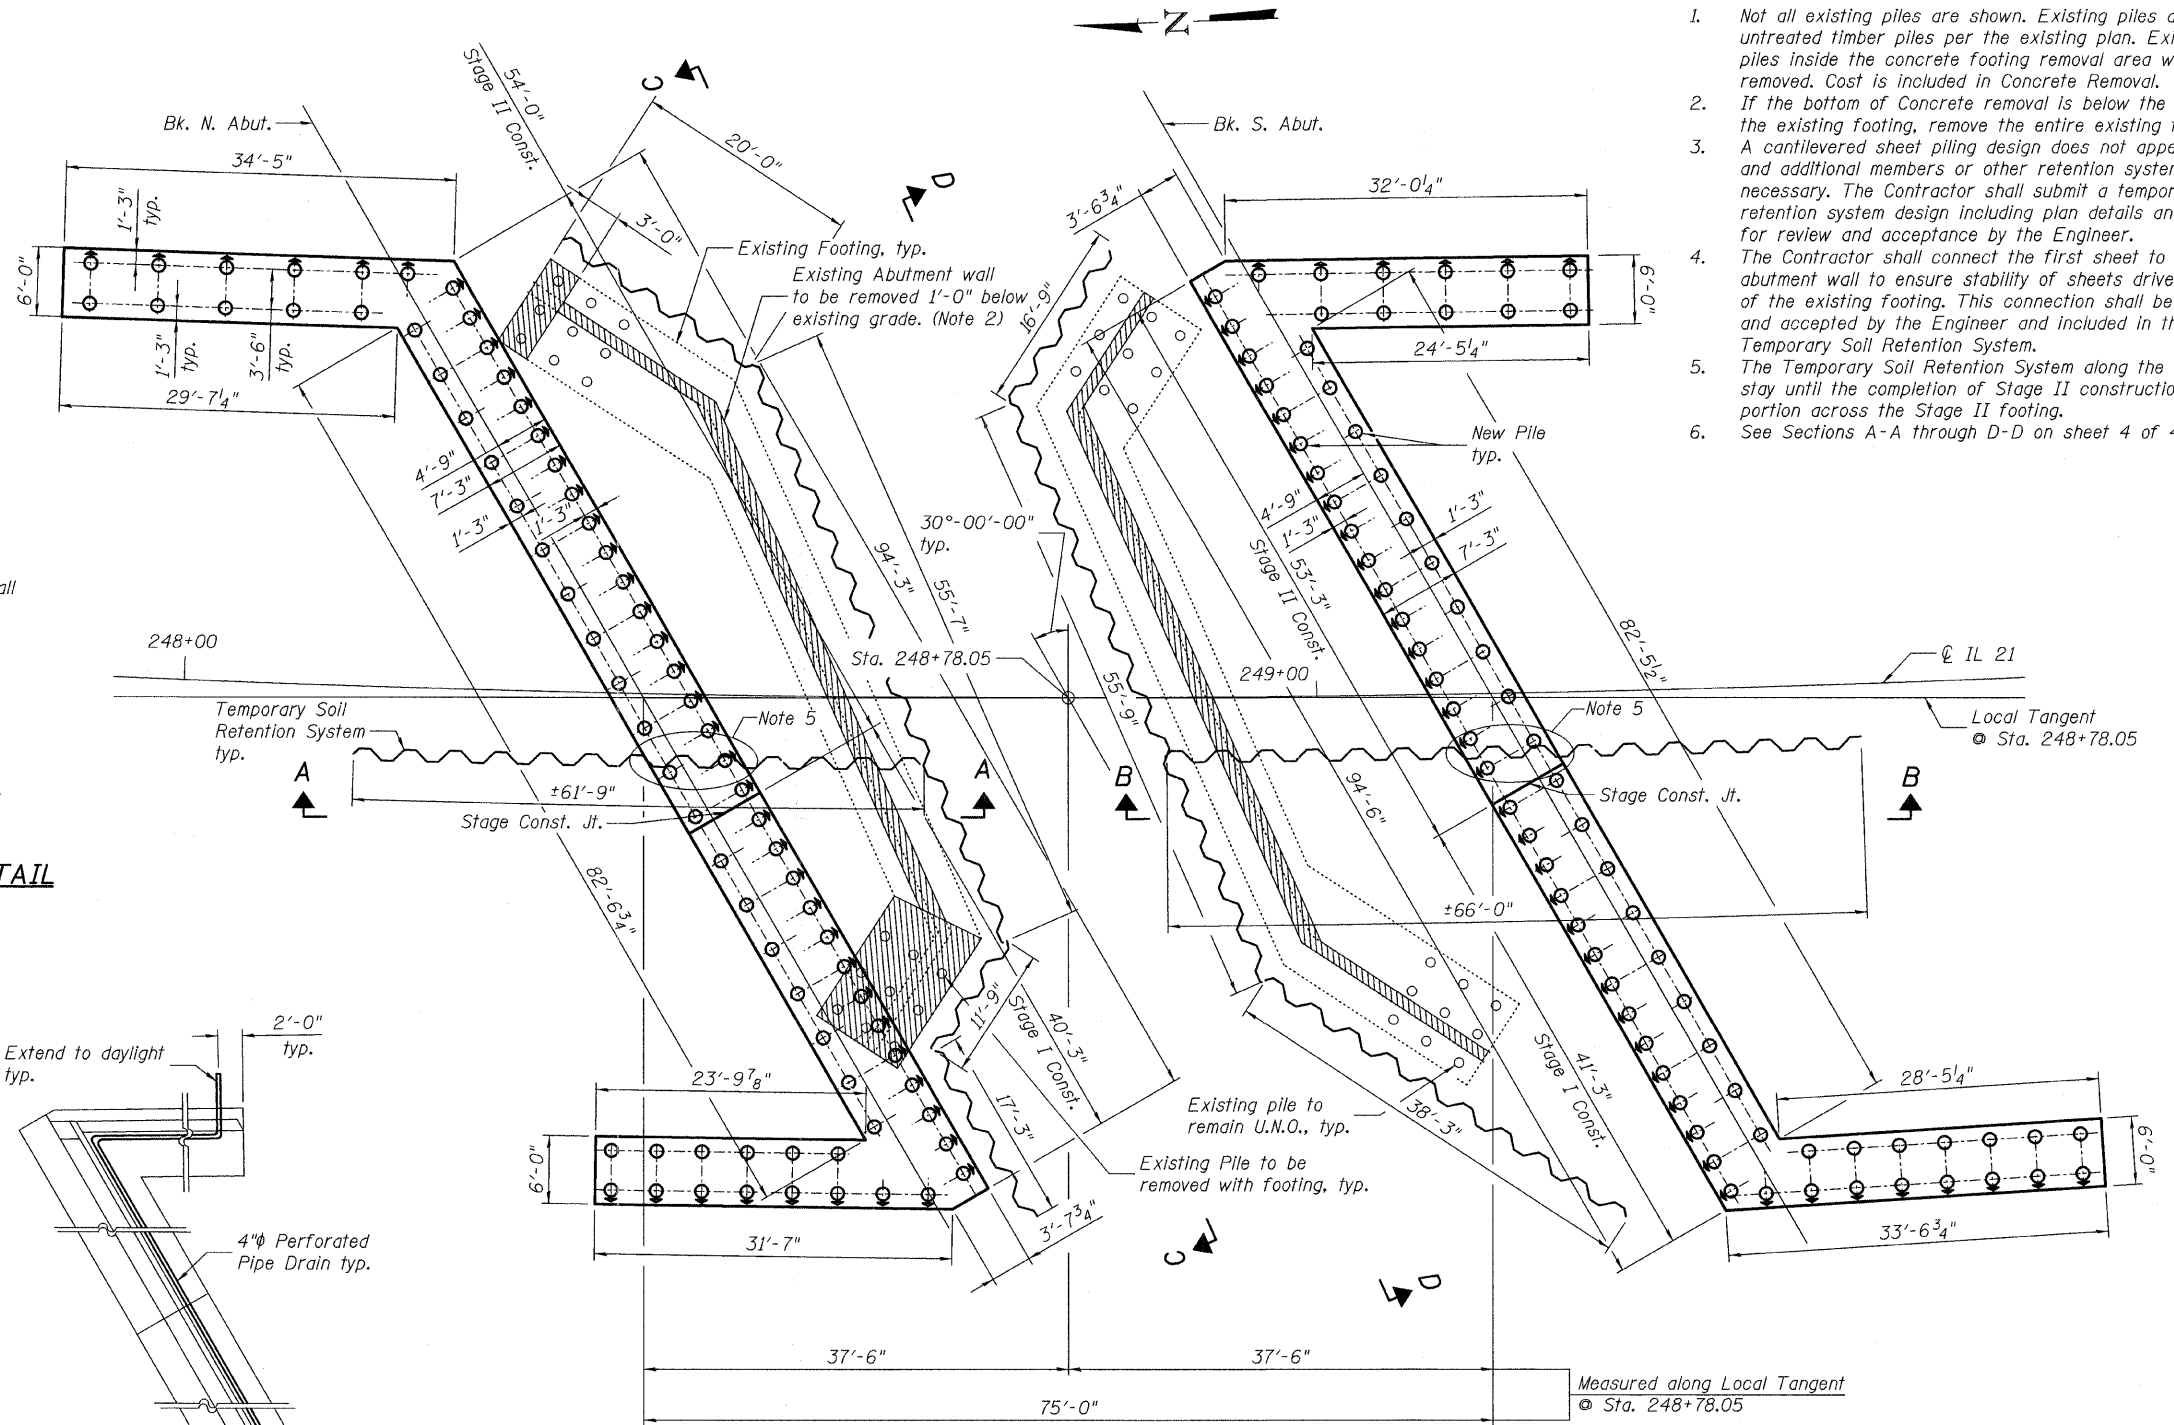 N
1. Not all existing piles are shown. Existing piles
untreated timber piles per the existing plan.
piles inside the concrete footing removal area
removed. Cost is included in Concrete Removal.
2. If the bottom of Concrete removal is below the
the existing footing, remove the entire existing
3. A cantilevered sheet piling design does not
and additional members or other retention
necessary. The Contractor shall submit a
retention system design including plan details
for review and acceptance by the Engineer.
4. The Contractor shall connect the first sheet to
abutment wall to ensure stability of sheets
of the existing footing. This connection shall be
and accepted by the Engineer and included in
Temporary Soil Retention System.
5. The Temporary Soil Retention System along the
stay until the completion of Stage II
portion across the Stage II footing.
6. See Sections A-A through D-D on sheet 4 of
Bk. N. Abut.
34'-5"
1'-3"
typ.
6'-0"
1'-3"
typ.
3'-6"
typ.
29'-7¼"
54'-0"
Stage II Const.
C
20'-0"
D
3'-0"
Existing Footing, typ.
Existing Abutment wall
to be removed 1'-0" below
existing grade. (Note 2)
Bk. S. Abut.
3'-6¾"
16'-9"
32'-0¼"
6'-0"
24'-5¼"
New Pile
typ.
4'-9"
7'-3"
1'-3"
1'-3"
94'-3"
55'-7"
30°-00'-00"
typ.
Stage II Const.
53'-3"
4'-9"
1'-3"
1'-3"
7'-3"
82'-5½"
248+00
Sta. 248+78.05
249+00
℄ IL 21
Temporary Soil
Retention System
typ.
Note 5
55'-9"
Note 5
Local Tangent
@ Sta. 248+78.05
A
±61'-9"
A
B
94'-6"
B
Stage Const. Jt.
Stage Const. Jt.
±66'-0"
82'-6¾"
TAIL
2'-0"
typ.
Extend to daylight
typ.
4"ϕ Perforated
Pipe Drain typ.
23'-9⅞"
6'-0"
31'-7"
11'-9"
Stage I Const.
40'-3"
17'-3"
3'-7¾"
Existing pile to
remain U.N.O., typ.
Existing Pile to be
removed with footing, typ.
38'-3"
Stage I Const.
41'-3"
28'-5¼"
6'-0"
33'-6¾"
C
D
37'-6"
37'-6"
75'-0"
Measured along Local Tangent
@ Sta. 248+78.05